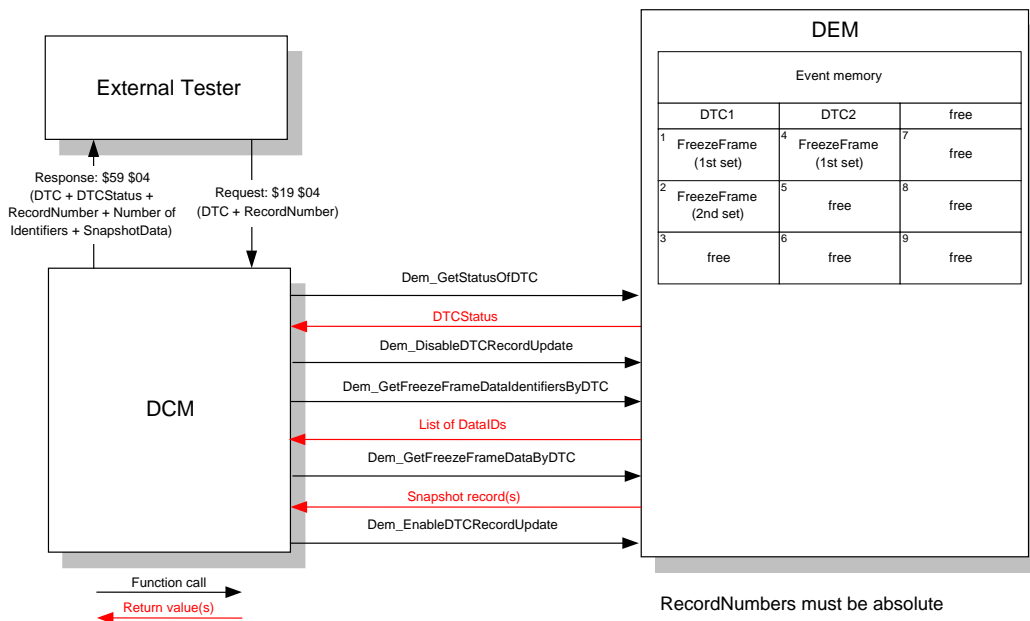 External Tester
Response: $59 $04
(DTC + DTCStatus +
RecordNumber + Number of
Identifiers + SnapshotData)
Request: $19 $04
(DTC + RecordNumber)
DCM
Dem_GetStatusOfDTC
DTCStatus
Dem_DisableDTCRecordUpdate
Dem_GetFreezeFrameDataIdentifiersByDTC
List of DataIDs
Dem_GetFreezeFrameDataByDTC
Snapshot record(s)
Dem_EnableDTCRecordUpdate
Function call
Return value(s)
DEM
Event memory
DTC1 DTC2 free
1 FreezeFrame (1st set) 4 FreezeFrame (1st set) 7 free
2 FreezeFrame (2nd set) 5 free 8 free
3 free 6 free 9 free
RecordNumbers must be absolute